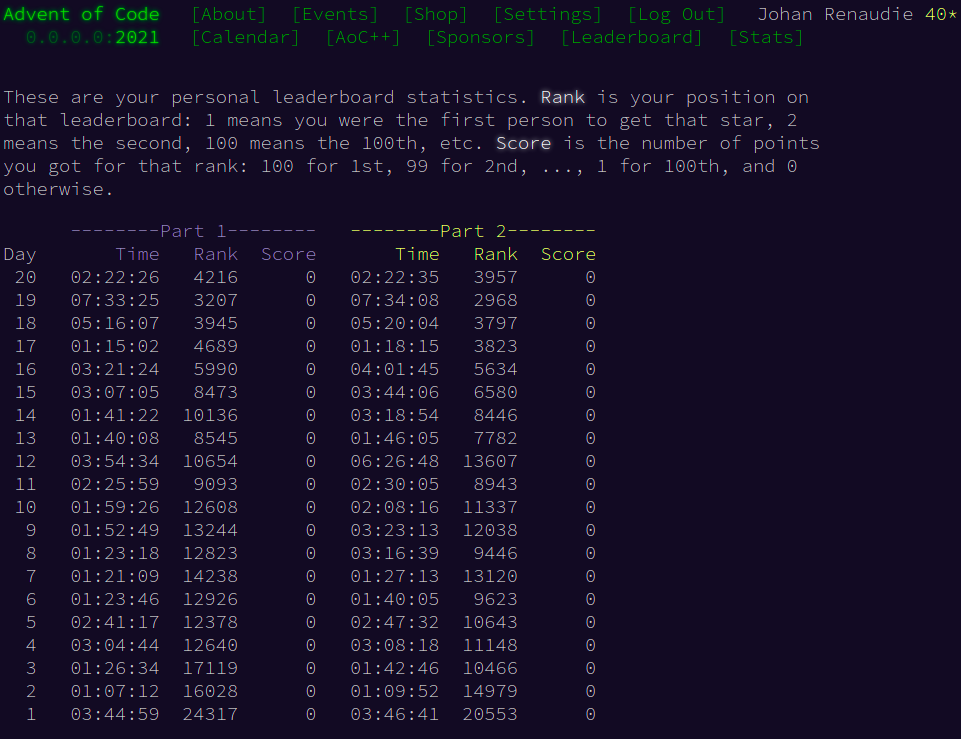 Advent of Code [About] [Events] [Shop] [Settings] [Log Out] Johan Renaudie 40*
0.0.0.0:2021 [Calendar] [AoC++] [Sponsors] [Leaderboard] [Stats]
These are your personal leaderboard statistics. Rank is your position on
that leaderboard: 1 means you were the first person to get that star, 2
means the second, 100 means the 100th, etc. Score is the number of points
you got for that rank: 100 for 1st, 99 for 2nd, ..., 1 for 100th, and 0
otherwise.
--------Part 1-------- --------Part 2--------
Day Time Rank Score Time Rank Score
20 02:22:26 4216 0 02:22:35 3957 0
19 07:33:25 3207 0 07:34:08 2968 0
18 05:16:07 3945 0 05:20:04 3797 0
17 01:15:02 4689 0 01:18:15 3823 0
16 03:21:24 5990 0 04:01:45 5634 0
15 03:07:05 8473 0 03:44:06 6580 0
14 01:41:22 10136 0 03:18:54 8446 0
13 01:40:08 8545 0 01:46:05 7782 0
12 03:54:34 10654 0 06:26:48 13607 0
11 02:25:59 9093 0 02:30:05 8943 0
10 01:59:26 12608 0 02:08:16 11337 0
9 01:52:49 13244 0 03:23:13 12038 0
8 01:23:18 12823 0 03:16:39 9446 0
7 01:21:09 14238 0 01:27:13 13120 0
6 01:23:46 12926 0 01:40:05 9623 0
5 02:41:17 12378 0 02:47:32 10643 0
4 03:04:44 12640 0 03:08:18 11148 0
3 01:26:34 17119 0 01:42:46 10466 0
2 01:07:12 16028 0 01:09:52 14979 0
1 03:44:59 24317 0 03:46:41 20553 0